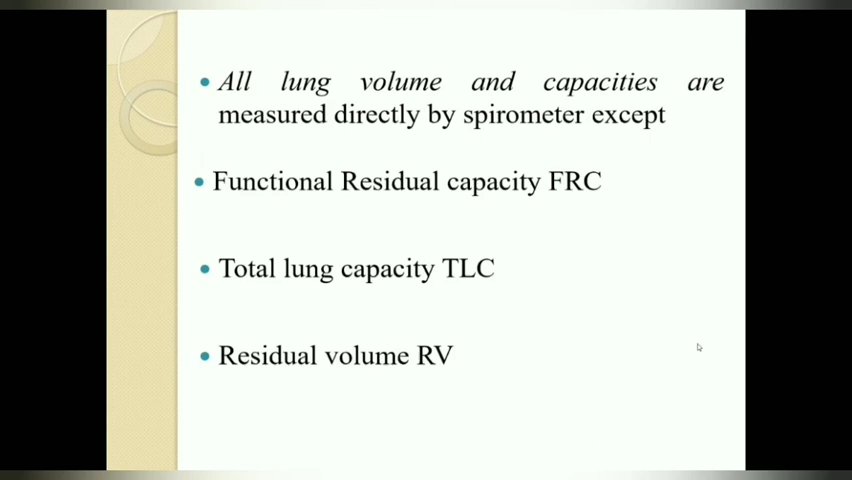 All lung volume and capacities are
measured directly by spirometer except
Functional Residual capacity FRC
Total lung capacity TLC
Residual volume RV